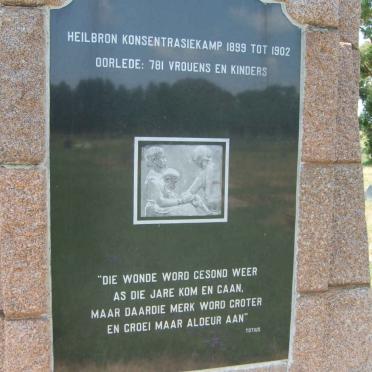 HEILBRON KONSENTRASIEKAMP 1899 TOT 1902
OORLEDE: 781 VROUENS EN KINDERS
"DIE WONDE WORD GESOND WEER
AS DIE JARE KOM EN GAAN,
MAAR DAARDIE MERK WORD GROTER
EN GROEI MAAR ALDEUR AAN"
TOTIUS